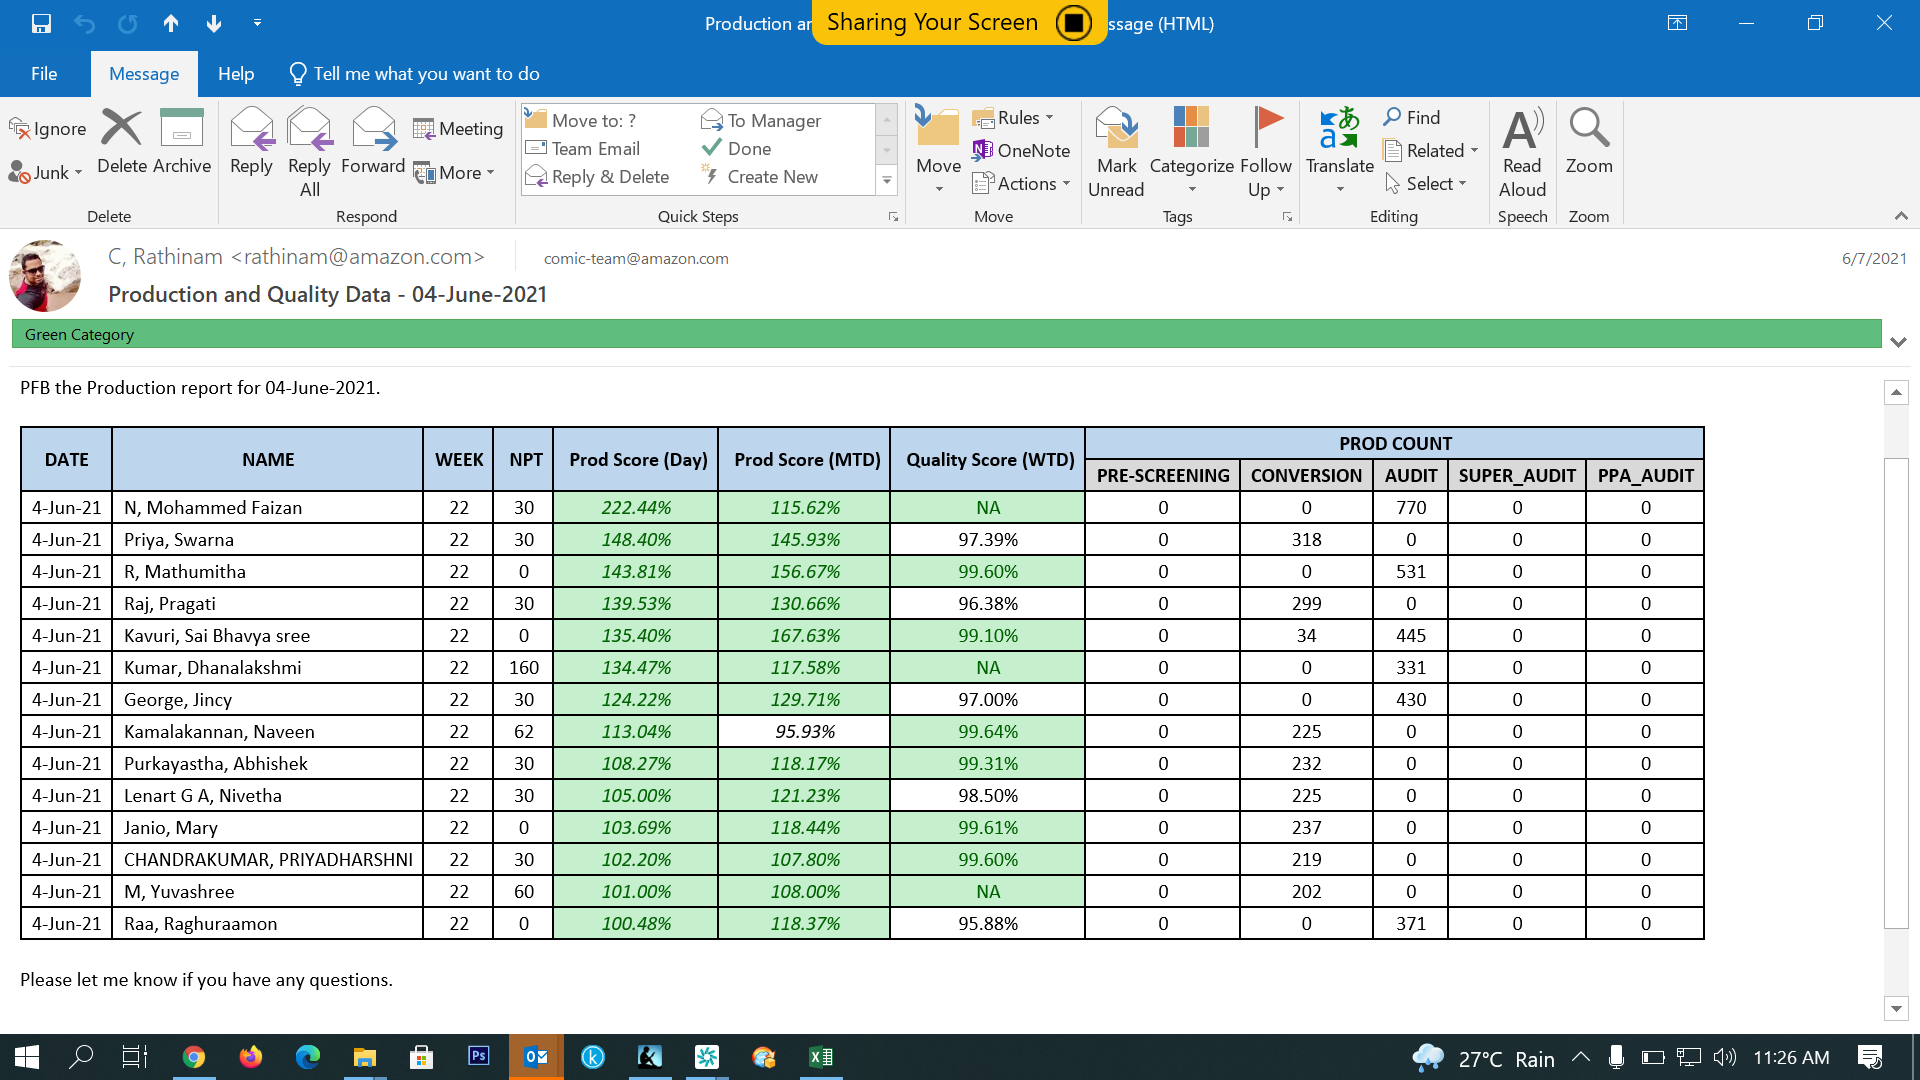 Production ar
Sharing Your Screen
ssage (HTML)
File
Message
Help
Tell me what you want to do
Ignore
Junk
Delete
Archive
Delete
Reply
Reply All
Forward
Meeting
More
Respond
Move to: ?
To Manager
Team Email
Done
Reply & Delete
Create New
Quick Steps
Move
Rules
OneNote
Actions
Move
Mark Unread
Categorize
Follow Up
Tags
Translate
Find
Related
Select
Editing
Read Aloud
Speech
Zoom
Zoom
C, Rathinam <rathinam@amazon.com>
comic-team@amazon.com
6/7/2021
Production and Quality Data - 04-June-2021
Green Category
PFB the Production report for 04-June-2021.
DATE NAME WEEK NPT Prod Score (Day) Prod Score (MTD) Quality Score (WTD) PROD COUNT
PRE-SCREENING CONVERSION AUDIT SUPER_AUDIT PPA_AUDIT
4-Jun-21 N, Mohammed Faizan 22 30 222.44% 115.62% NA 0 0 770 0 0
4-Jun-21 Priya, Swarna 22 30 148.40% 145.93% 97.39% 0 318 0 0 0
4-Jun-21 R, Mathumitha 22 0 143.81% 156.67% 99.60% 0 0 531 0 0
4-Jun-21 Raj, Pragati 22 30 139.53% 130.66% 96.38% 0 299 0 0 0
4-Jun-21 Kavuri, Sai Bhavya sree 22 0 135.40% 167.63% 99.10% 0 34 445 0 0
4-Jun-21 Kumar, Dhanalakshmi 22 160 134.47% 117.58% NA 0 0 331 0 0
4-Jun-21 George, Jincy 22 30 124.22% 129.71% 97.00% 0 0 430 0 0
4-Jun-21 Kamalakannan, Naveen 22 62 113.04% 95.93% 99.64% 0 225 0 0 0
4-Jun-21 Purkayastha, Abhishek 22 30 108.27% 118.17% 99.31% 0 232 0 0 0
4-Jun-21 Lenart G A, Nivetha 22 30 105.00% 121.23% 98.50% 0 225 0 0 0
4-Jun-21 Janio, Mary 22 0 103.69% 118.44% 99.61% 0 237 0 0 0
4-Jun-21 CHANDRAKUMAR, PRIYADHARSHNI 22 30 102.20% 107.80% 99.60% 0 219 0 0 0
4-Jun-21 M, Yuvashree 22 60 101.00% 108.00% NA 0 202 0 0 0
4-Jun-21 Raa, Raghuraamon 22 0 100.48% 118.37% 95.88% 0 0 371 0 0
Please let me know if you have any questions.
27°C Rain
11:26 AM